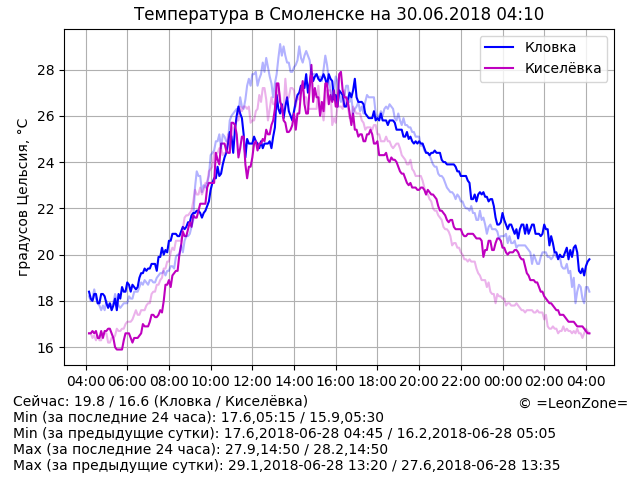 Температура в Смоленске на 30.06.2018 04:10
Кловка
Киселёвка
градусов Цельсия, °C
28
26
24
22
20
18
16
04:00 06:00 08:00 10:00 12:00 14:00 16:00 18:00 20:00 22:00 00:00 02:00 04:00
Сейчас: 19.8 / 16.6 (Кловка / Киселёвка)
© =LeonZone=
Min (за последние 24 часа): 17.6,05:15 / 15.9,05:30
Min (за предыдущие сутки): 17.6,2018-06-28 04:45 / 16.2,2018-06-28 05:05
Max (за последние 24 часа): 27.9,14:50 / 28.2,14:50
Max (за предыдущие сутки): 29.1,2018-06-28 13:20 / 27.6,2018-06-28 13:35